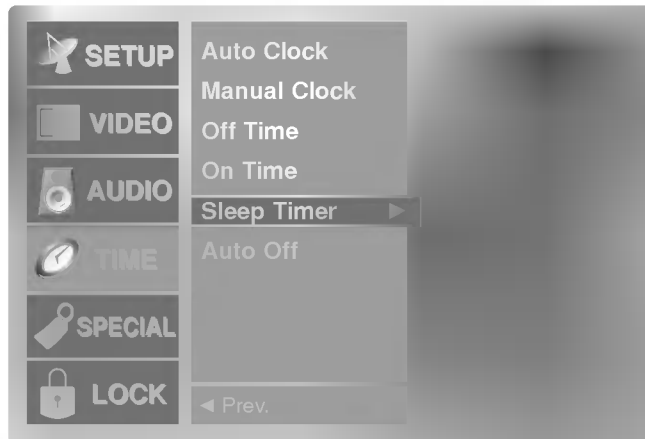 SETUP
VIDEO
AUDIO
TIME
SPECIAL
LOCK
Auto Clock
Manual Clock
Off Time
On Time
Sleep Timer ▶
Auto Off
◀ Prev.